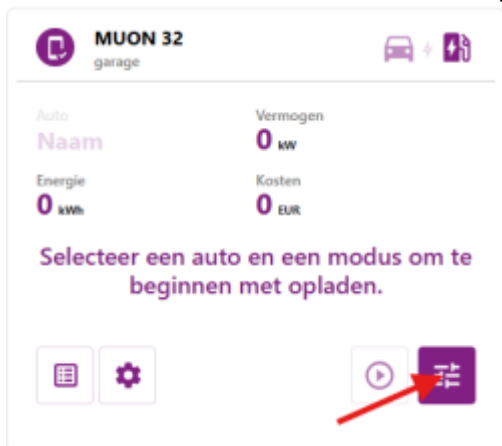 MUON 32
garage
Auto
Naam
Vermogen
0 kW
Energie
0 kWh
Kosten
0 EUR
Selecteer een auto en een modus om te
beginnen met opladen.